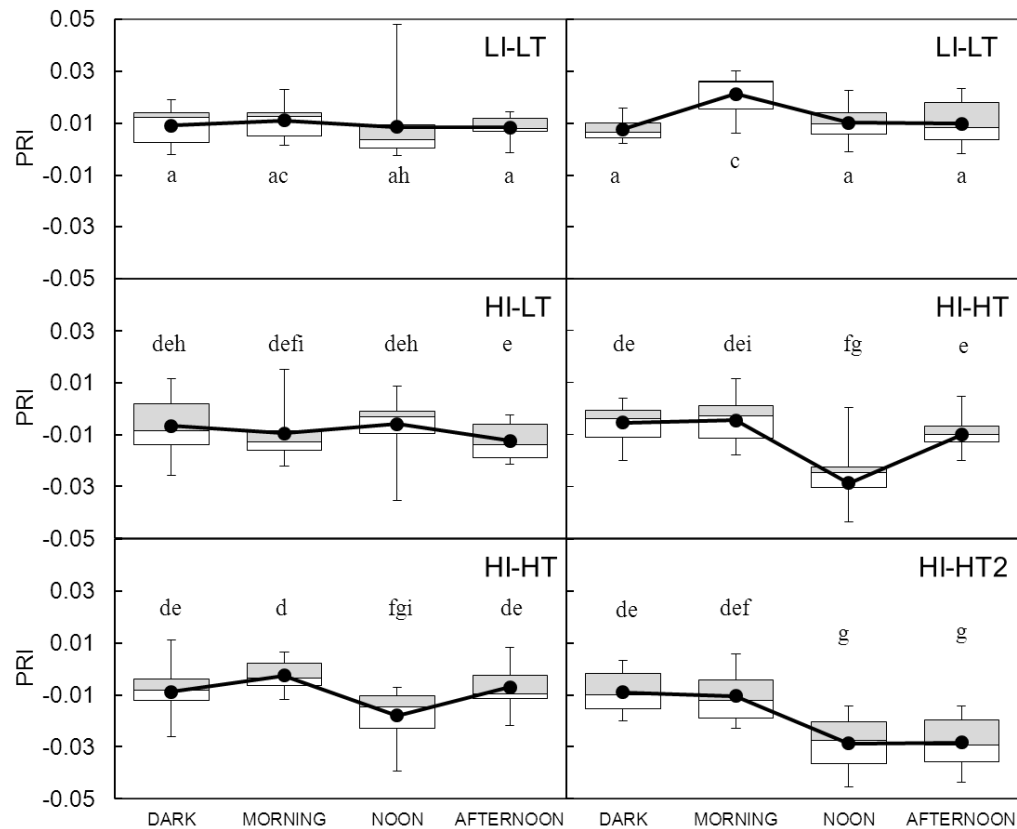 0.05
LI-LT
LI-LT
0.03
0.01
PRI
-0.01
a
ac
ah
a
a
c
a
a
-0.03
-0.05
HI-LT
HI-HT
0.03
deh
defi
deh
e
de
dei
fg
e
0.01
PRI
-0.01
-0.03
-0.05
HI-HT
HI-HT2
0.03
de
d
fgi
de
de
def
g
g
0.01
PRI
-0.01
-0.03
-0.05
DARK MORNING NOON AFTERNOON DARK MORNING NOON AFTERNOON